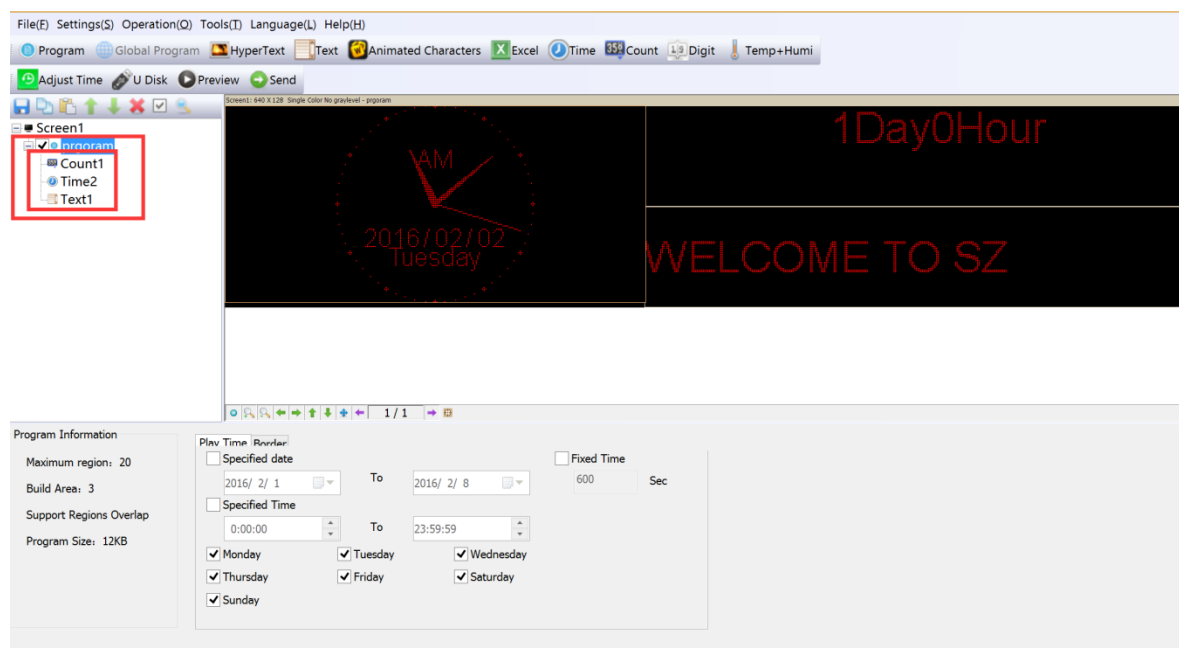 File(F) Settings(S) Operation(O) Tools(T) Language(L) Help(H)
Program Global Program HyperText Text Animated Characters Excel Time Count Digit Temp+Humi
Adjust Time U Disk Preview Send
Screen1: 640 X 128 Single Color No graylevel - prgoram
Screen1
prgoram
Count1
Time2
Text1
AM
2016/02/02
Tuesday
1Day0Hour
WELCOME TO SZ
1 / 1
Program Information
Maximum region: 20
Build Area: 3
Support Regions Overlap
Program Size: 12KB
Play Time Border
Specified date
2016/ 2/ 1 To 2016/ 2/ 8
Specified Time
0:00:00 To 23:59:59
Monday Tuesday Wednesday
Thursday Friday Saturday
Sunday
Fixed Time
600 Sec